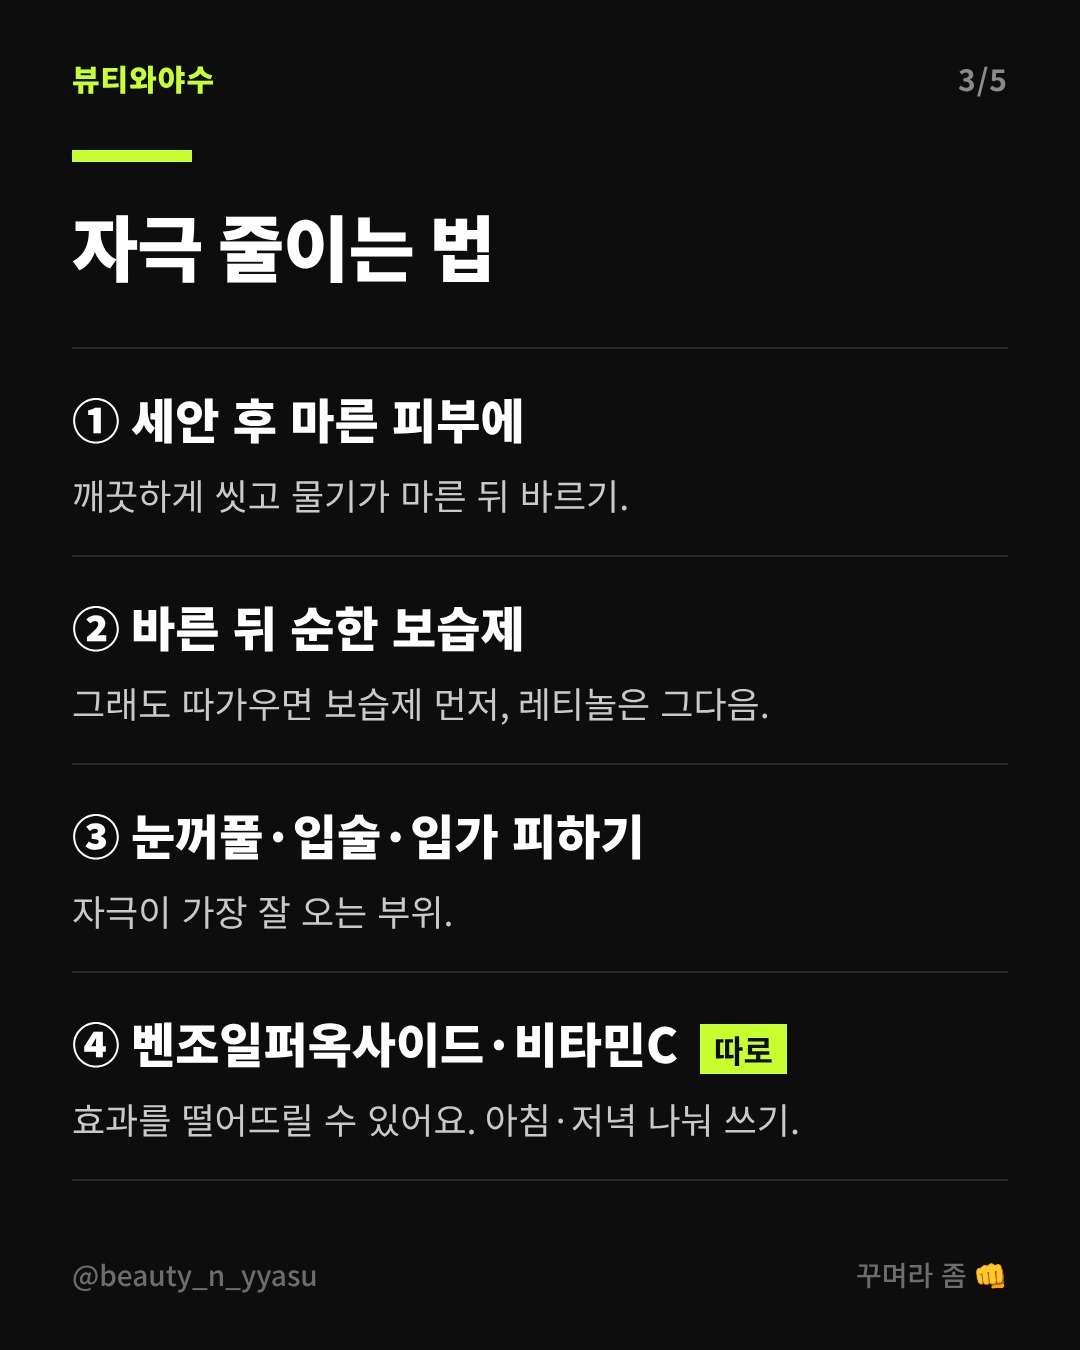 뷰티와야수
3/5
자극 줄이는 법
① 세안 후 마른 피부에
깨끗하게 씻고 물기가 마른 뒤 바르기.
② 바른 뒤 순한 보습제
그래도 따가우면 보습제 먼저, 레티놀은 그다음.
③ 눈꺼풀·입술·입가 피하기
자극이 가장 잘 오는 부위.
④ 벤조일퍼옥사이드·비타민C 따로
효과를 떨어뜨릴 수 있어요. 아침·저녁 나눠 쓰기.
@beauty_n_yyasu
꾸며라 좀 👊